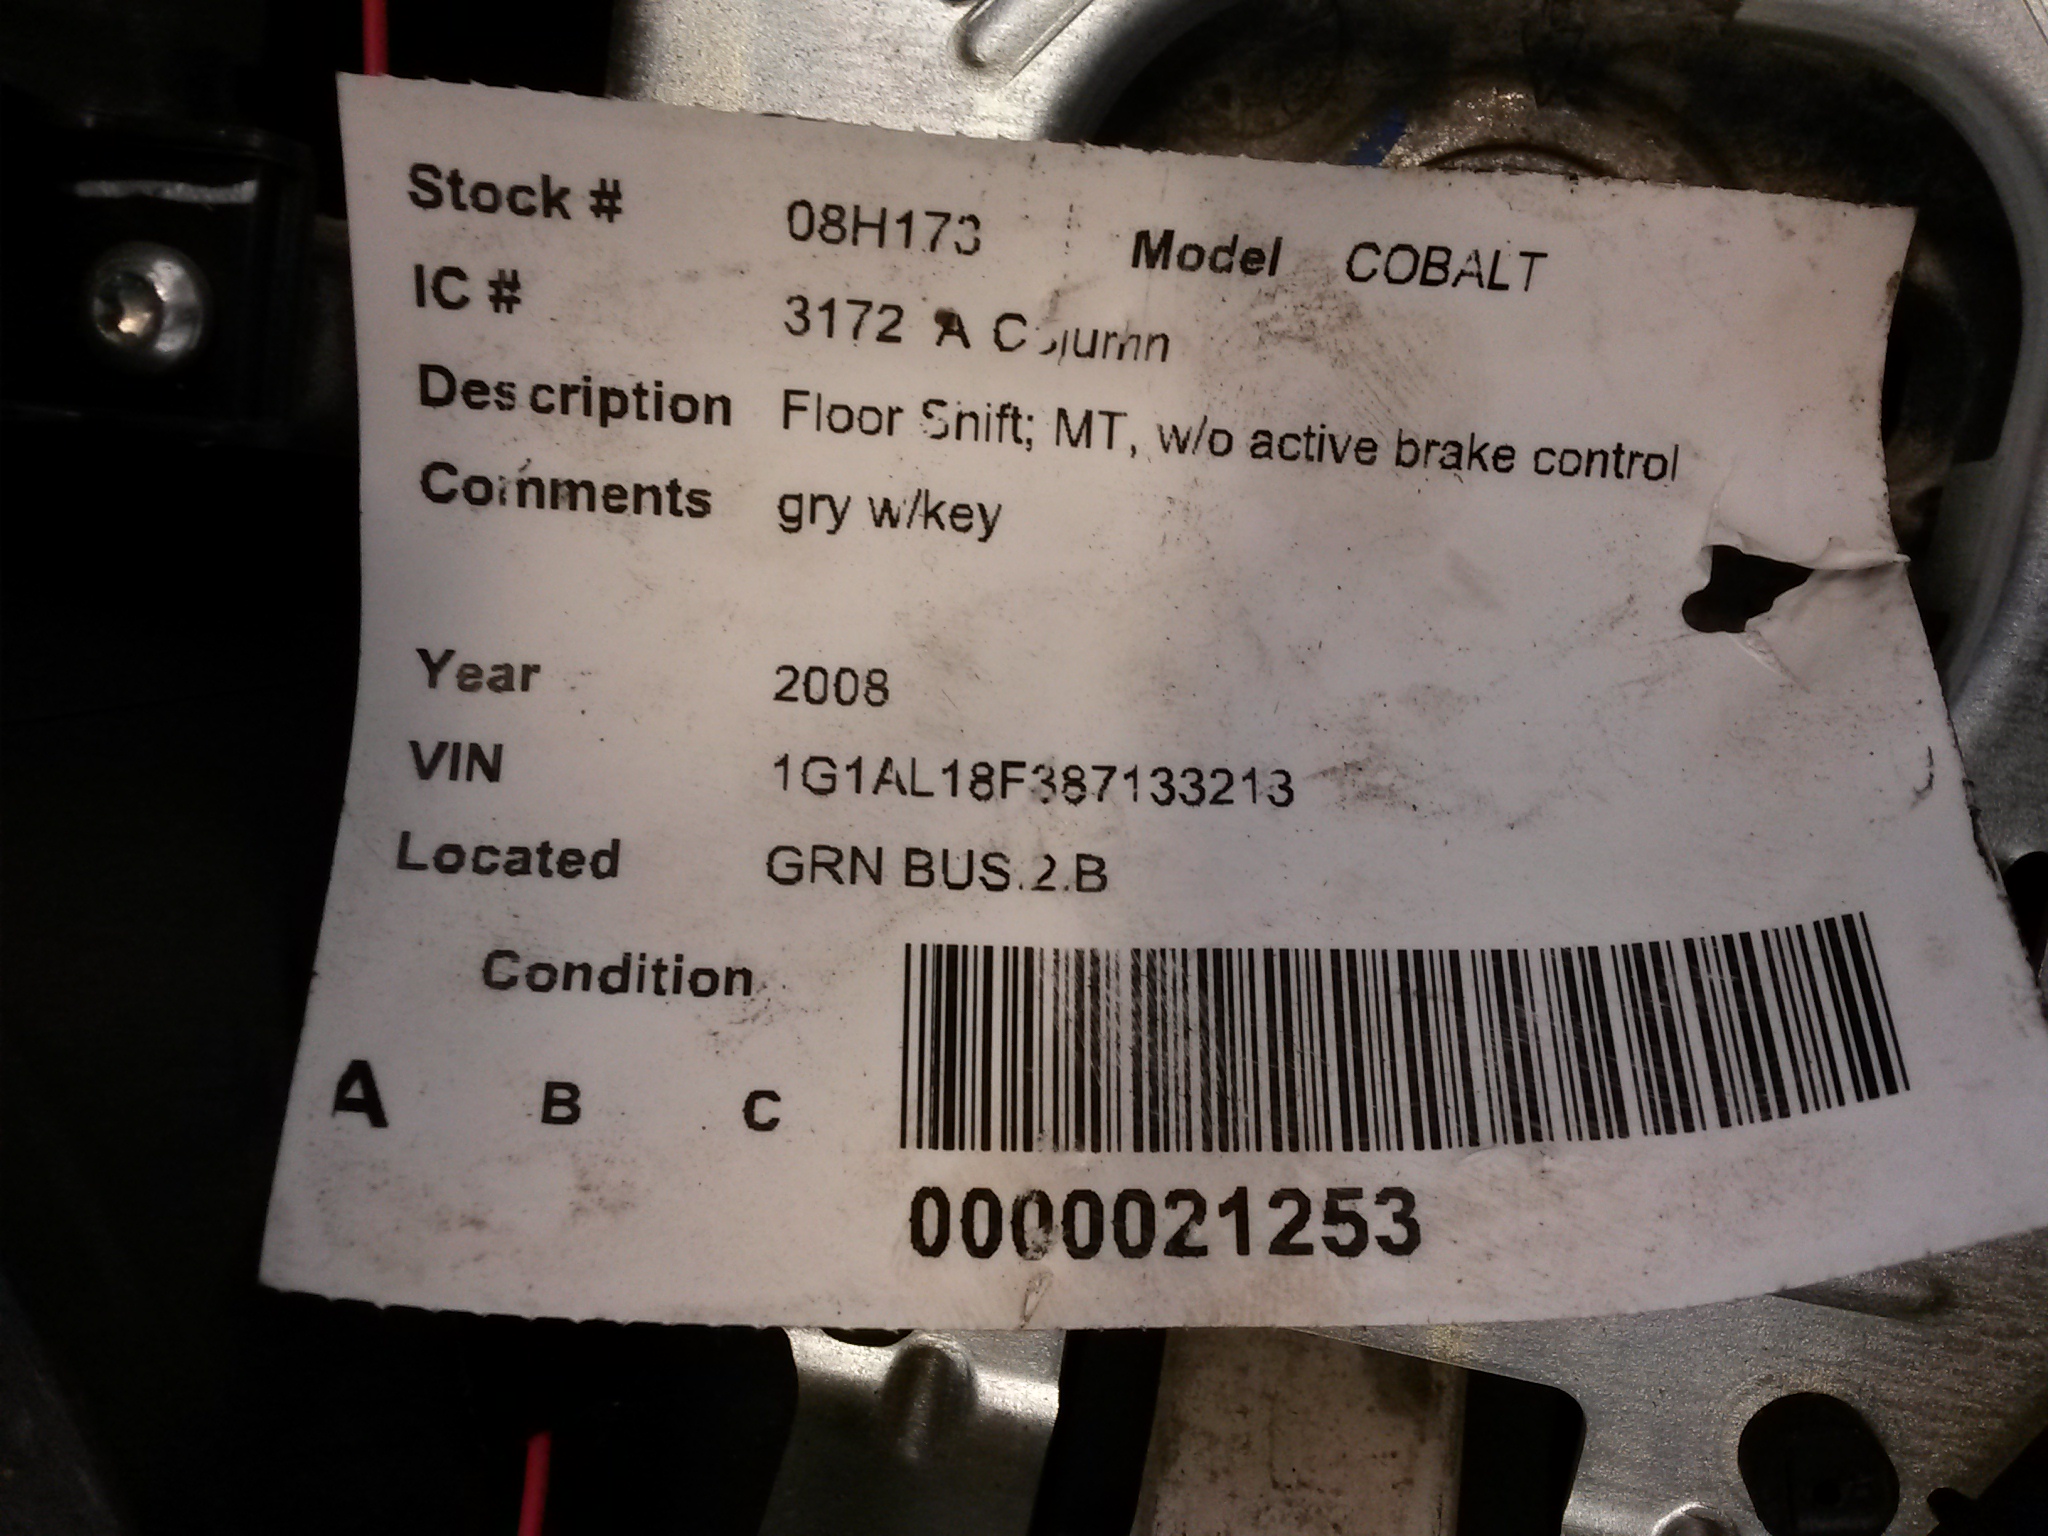 Stock # 08H173 Model COBALT
IC # 3172 A Column
Description Floor Shift; MT, w/o active brake control
Comments gry w/key
Year 2008
VIN 1G1AL18F387133213
Located GRN BUS.2.B
Condition
A B C
0000021253